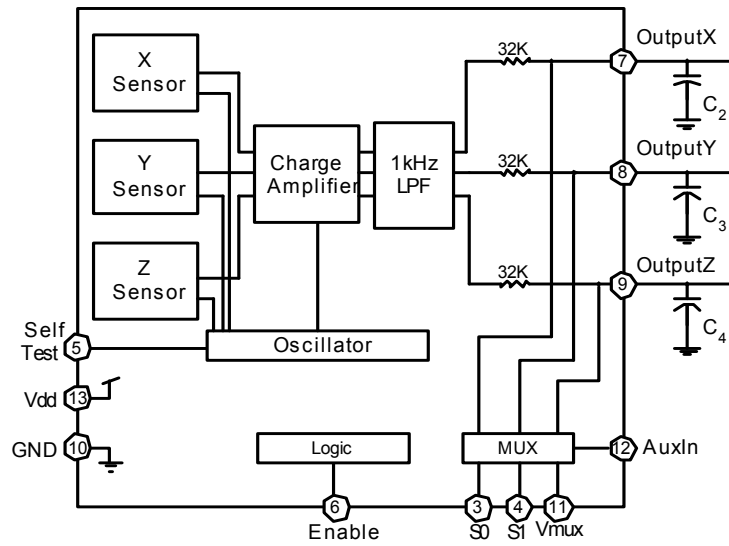 X
Sensor
Y
Sensor
Z
Sensor
Charge
Amplifier
1kHz
LPF
32K
32K
32K
7
OutputX
C2
8
OutputY
C3
9
OutputZ
C4
Self
Test
5
Oscillator
Vdd
13
GND
10
Logic
MUX
12
AuxIn
6
Enable
3
S0
4
S1
11
Vmux